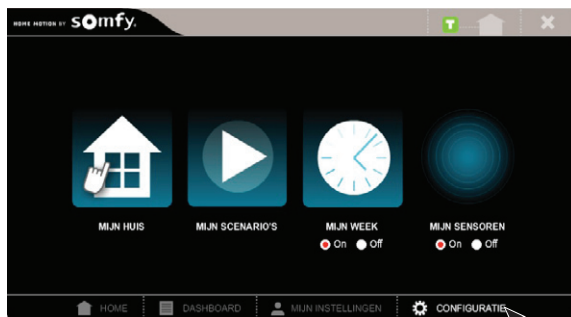 HOME MOTION BY somfy.
T
MIJN HUIS MIJN SCENARIO'S MIJN WEEK MIJN SENSOREN
On Off On Off
HOME DASHBOARD MIJN INSTELLINGEN CONFIGURATIE